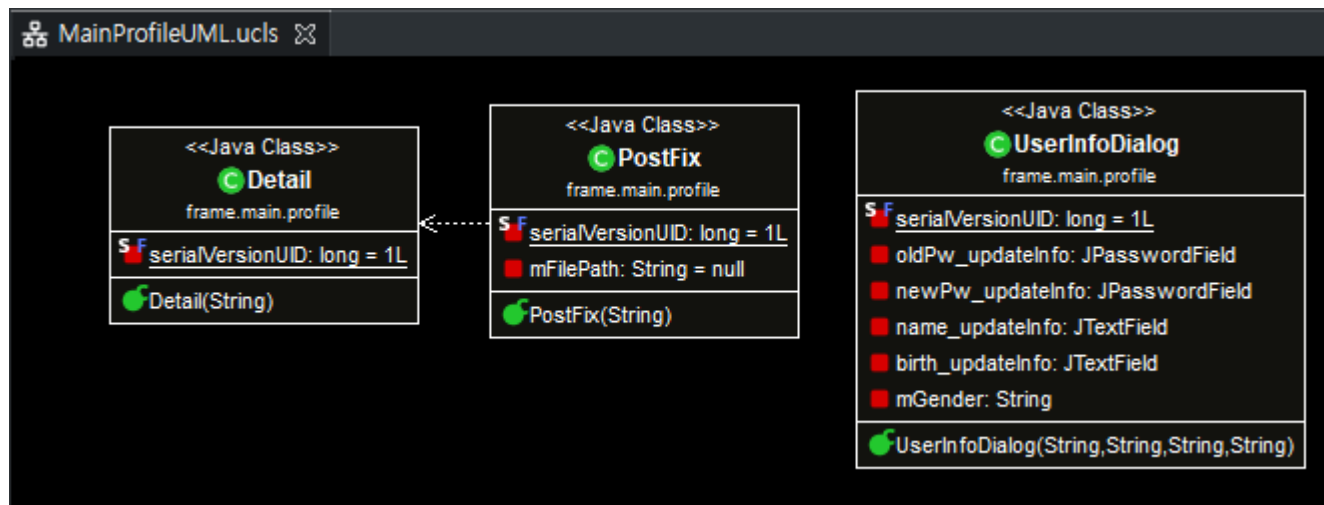 MainProfileUML.ucls
<<Java Class>>
Detail
frame.main.profile
serialVersionUID: long = 1L
Detail(String)
<<Java Class>>
PostFix
frame.main.profile
serialVersionUID: long = 1L
mFilePath: String = null
PostFix(String)
<<Java Class>>
UserInfoDialog
frame.main.profile
serialVersionUID: long = 1L
oldPw_updateInfo: JPasswordField
newPw_updateInfo: JPasswordField
name_updateInfo: JTextField
birth_updateInfo: JTextField
mGender: String
UserInfoDialog(String,String,String,String)